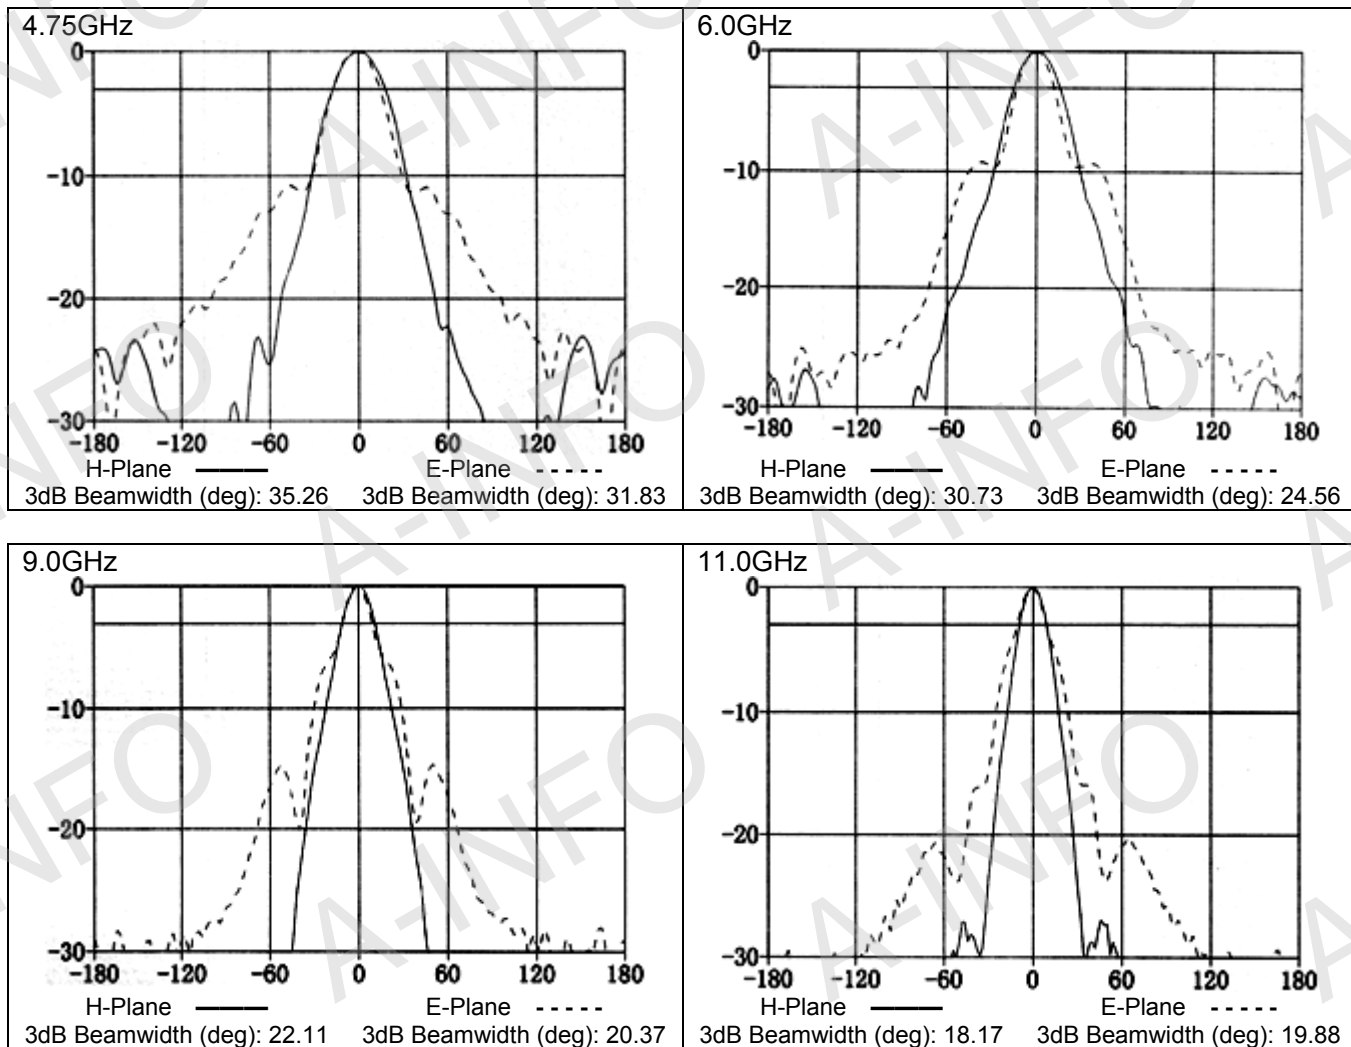 4.75GHz
0
-10
-20
-30
-180 -120 -60 0 60 120 180
H-Plane E-Plane
3dB Beamwidth (deg): 35.26 3dB Beamwidth (deg): 31.83
6.0GHz
0
-10
-20
-30
-180 -120 -60 0 60 120 180
H-Plane E-Plane
3dB Beamwidth (deg): 30.73 3dB Beamwidth (deg): 24.56
9.0GHz
0
-10
-20
-30
-180 -120 -60 0 60 120 180
H-Plane E-Plane
3dB Beamwidth (deg): 22.11 3dB Beamwidth (deg): 20.37
11.0GHz
0
-10
-20
-30
-180 -120 -60 0 60 120 180
H-Plane E-Plane
3dB Beamwidth (deg): 18.17 3dB Beamwidth (deg): 19.88
A-INFO
A-INFO
A-INFO
A-INFO
A-INFO
A-INFO